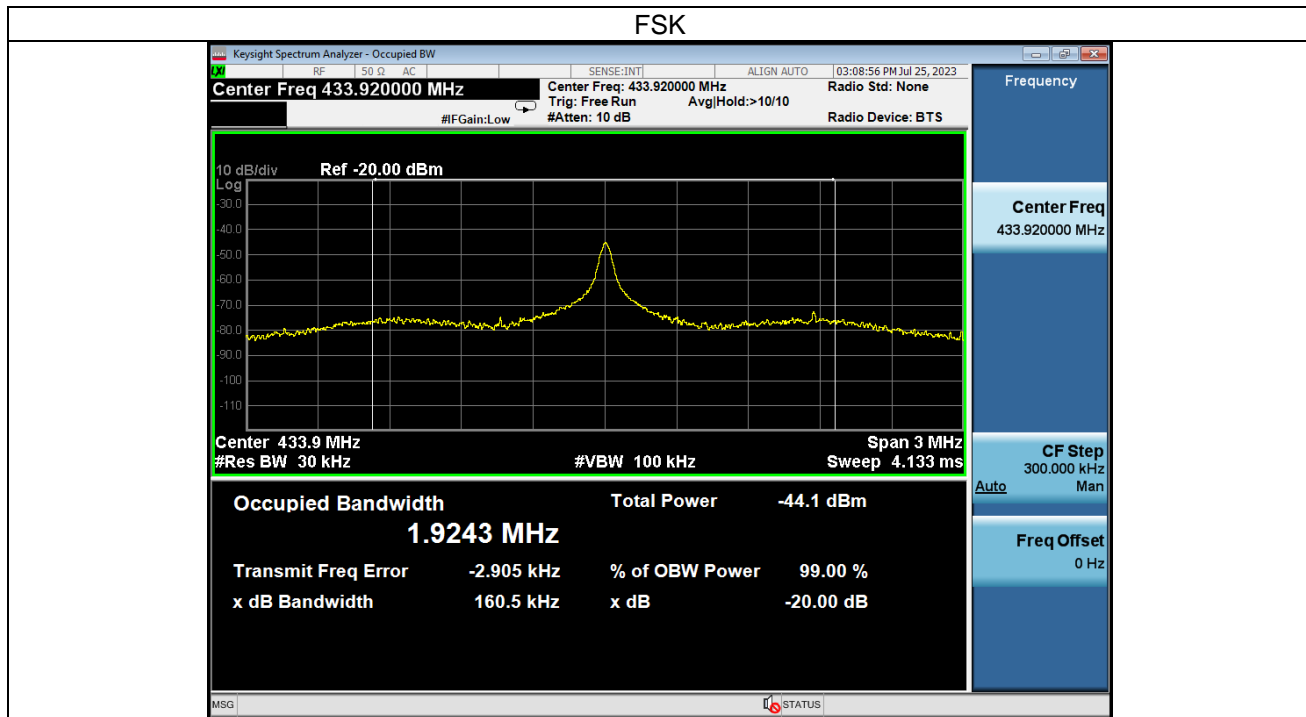 FSK
Keysight Spectrum Analyzer - Occupied BW
LXI RF 50 Ω AC SENSE:INT ALIGN AUTO 03:08:56 PM Jul 25, 2023
Center Freq 433.920000 MHz
Center Freq: 433.920000 MHz Radio Std: None
Trig: Free Run Avg|Hold:>10/10
#IFGain:Low #Atten: 10 dB Radio Device: BTS
10 dB/div Ref -20.00 dBm
Log
-30.0
-40.0
-50.0
-60.0
-70.0
-80.0
-90.0
-100
-110
Center 433.9 MHz Span 3 MHz
#Res BW 30 kHz #VBW 100 kHz Sweep 4.133 ms
Occupied Bandwidth Total Power -44.1 dBm
1.9243 MHz
Transmit Freq Error -2.905 kHz % of OBW Power 99.00 %
x dB Bandwidth 160.5 kHz x dB -20.00 dB
Frequency
Center Freq
433.920000 MHz
CF Step
300.000 kHz
Auto Man
Freq Offset
0 Hz
MSG STATUS